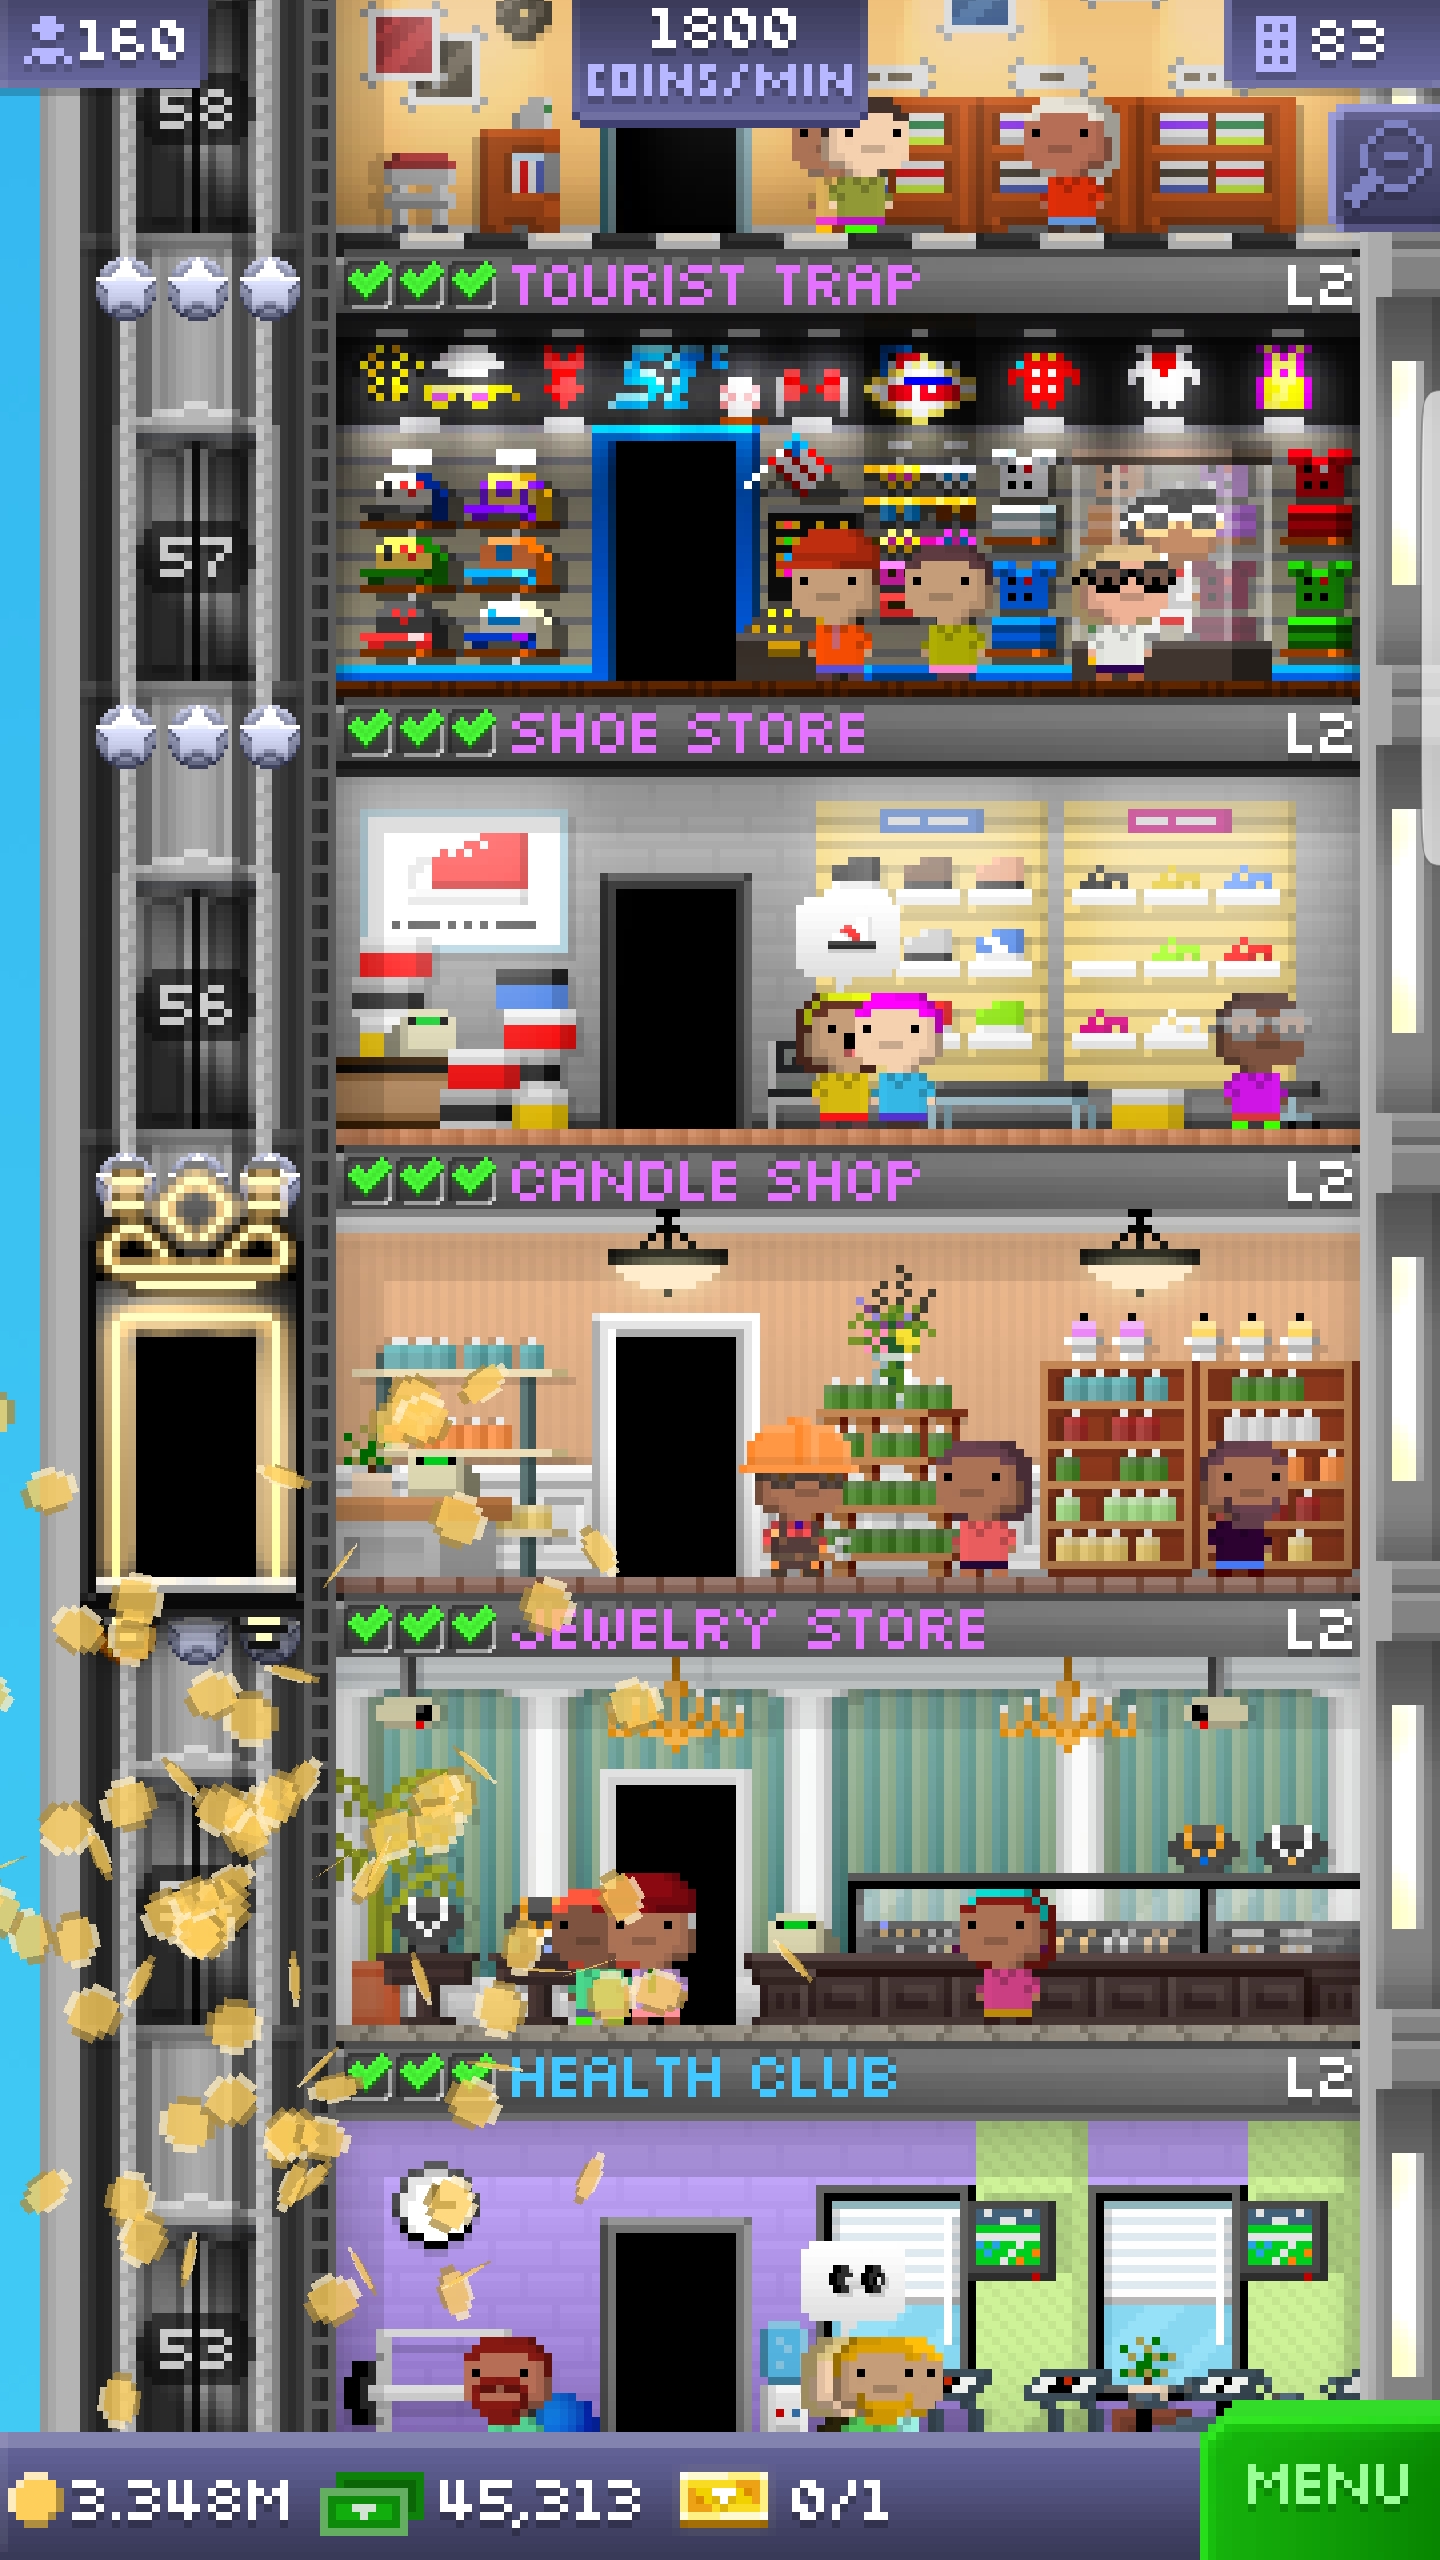 160
1800
COINS/MIN
83
58
TOURIST TRAP
L2
57
SHOE STORE
L2
56
CANDLE SHOP
L2
JEWELRY STORE
L2
HEALTH CLUB
L2
53
3.348M
45,313
0/1
MENU